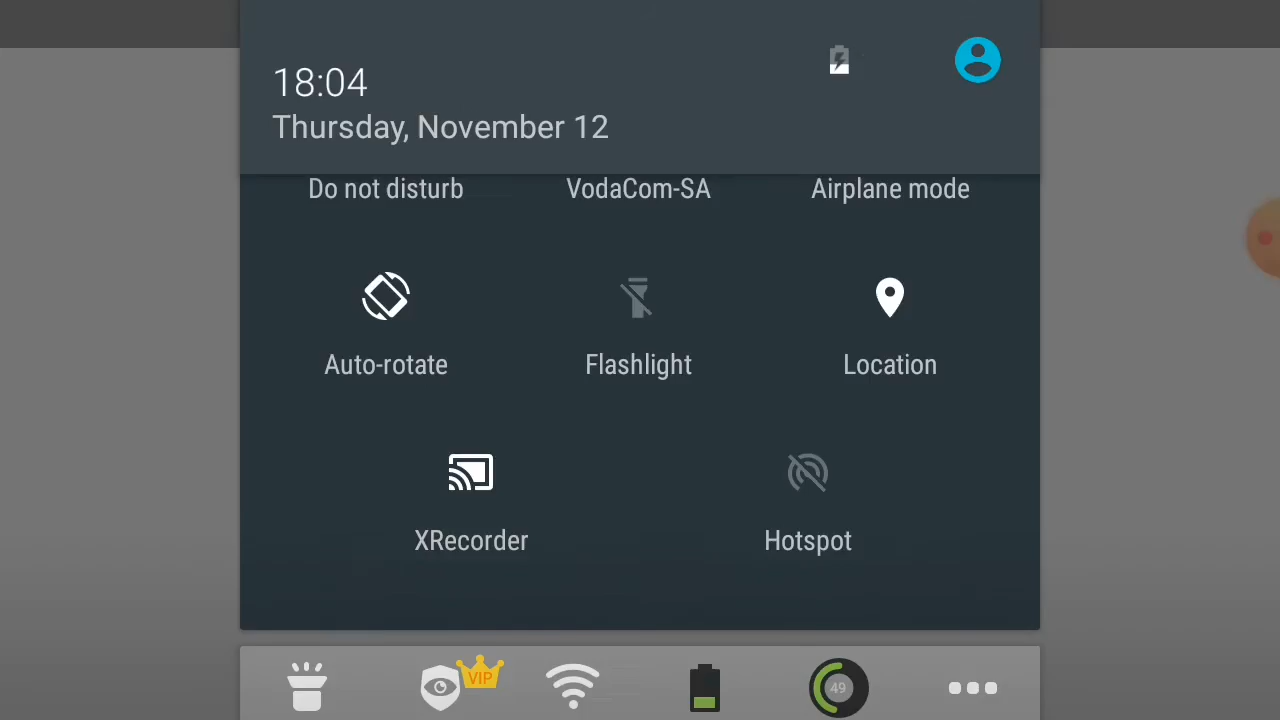 18:04
Thursday, November 12
Do not disturb
VodaCom-SA
Airplane mode
Auto-rotate
Flashlight
Location
XRecorder
Hotspot
VIP
49